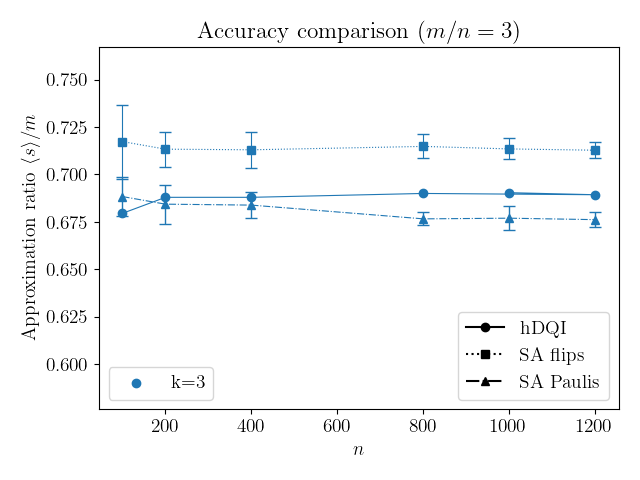 Accuracy comparison (m/n = 3)
Approximation ratio ⟨s⟩/m
0.750
0.725
0.700
0.675
0.650
0.625
0.600
hDQI
SA flips
SA Paulis
k=3
200 400 600 800 1000 1200
n